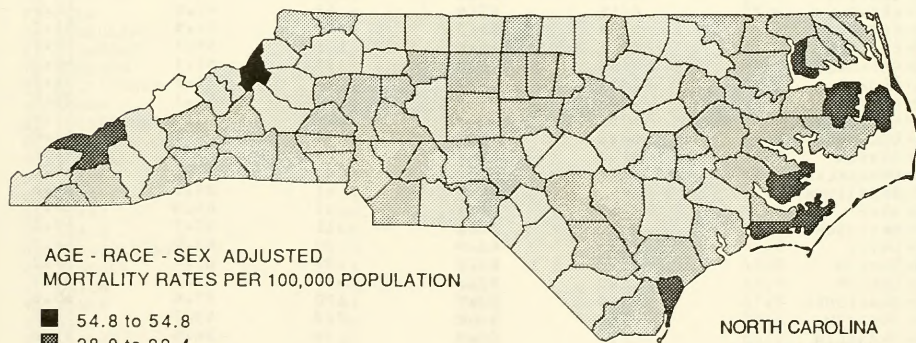 AGE - RACE - SEX ADJUSTED
MORTALITY RATES PER 100,000 POPULATION
54.8 to 54.8
NORTH CAROLINA